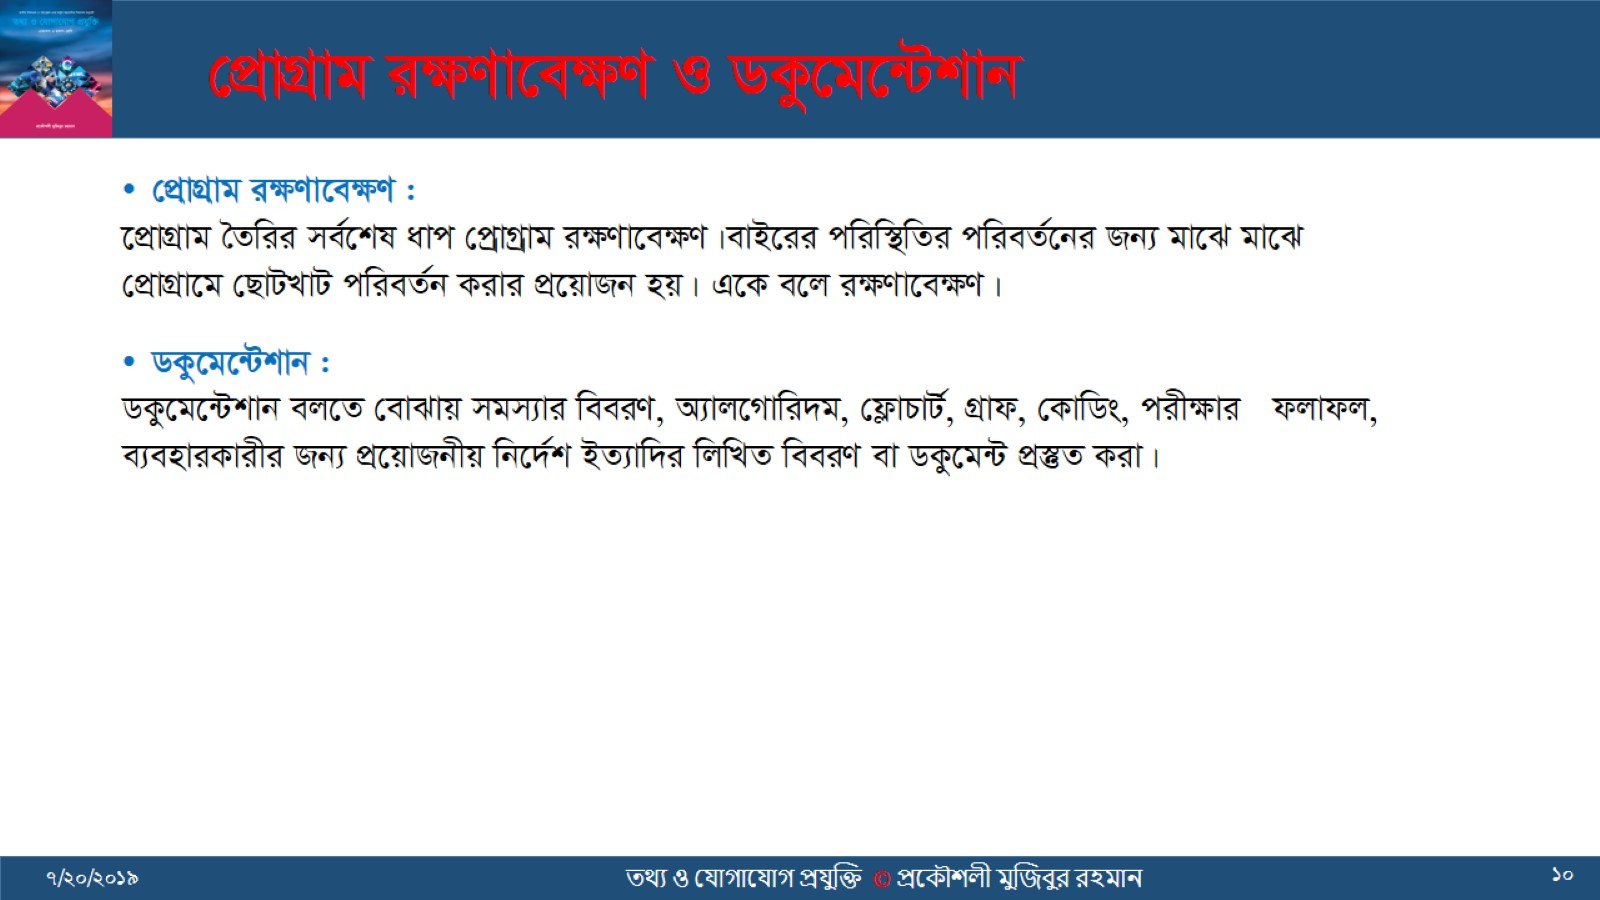 তথ্য ও যোগাযোগ প্রযুক্তি
প্রোগ্রাম রক্ষণাবেক্ষণ ও ডকুমেন্টেশান
• প্রোগ্রাম রক্ষণাবেক্ষণ :
প্রোগ্রাম তৈরির সর্বশেষ ধাপ প্রোগ্রাম রক্ষণাবেক্ষণ।বাইরের পরিস্থিতির পরিবর্তনের জন্য মাঝে মাঝে
প্রোগ্রামে ছোটখাট পরিবর্তন করার প্রয়োজন হয়। একে বলে রক্ষণাবেক্ষণ।
• ডকুমেন্টেশান :
ডকুমেন্টেশান বলতে বোঝায় সমস্যার বিবরণ, অ্যালগোরিদম, ফ্লোচার্ট, গ্রাফ, কোডিং, পরীক্ষার ফলাফল,
ব্যবহারকারীর জন্য প্রয়োজনীয় নির্দেশ ইত্যাদির লিখিত বিবরণ বা ডকুমেন্ট প্রস্তুত করা।
৭/২০/২০১৯
তথ্য ও যোগাযোগ প্রযুক্তি © প্রকৌশলী মুজিবুর রহমান
১০